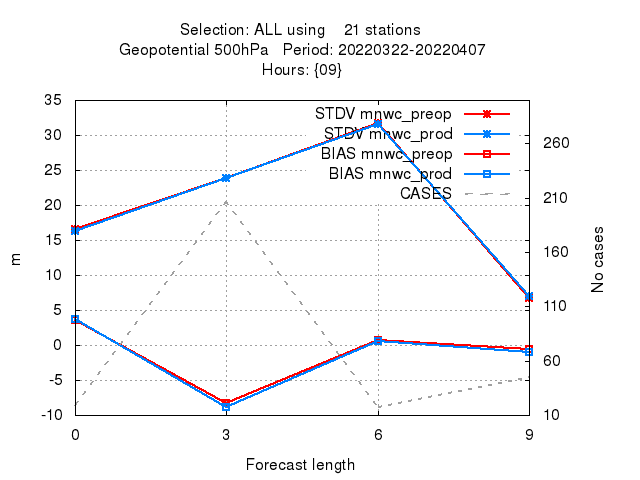 Selection: ALL using    21 stations
Geopotential 500hPa   Period: 20220322-20220407
Hours: {09}
STDV mnwc_preop
STDV mnwc_prod
BIAS mnwc_preop
BIAS mnwc_prod
CASES
35
30
25
20
15
10
5
0
-5
-10
m
260
210
160
110
60
10
No cases
0 3 6 9
Forecast length